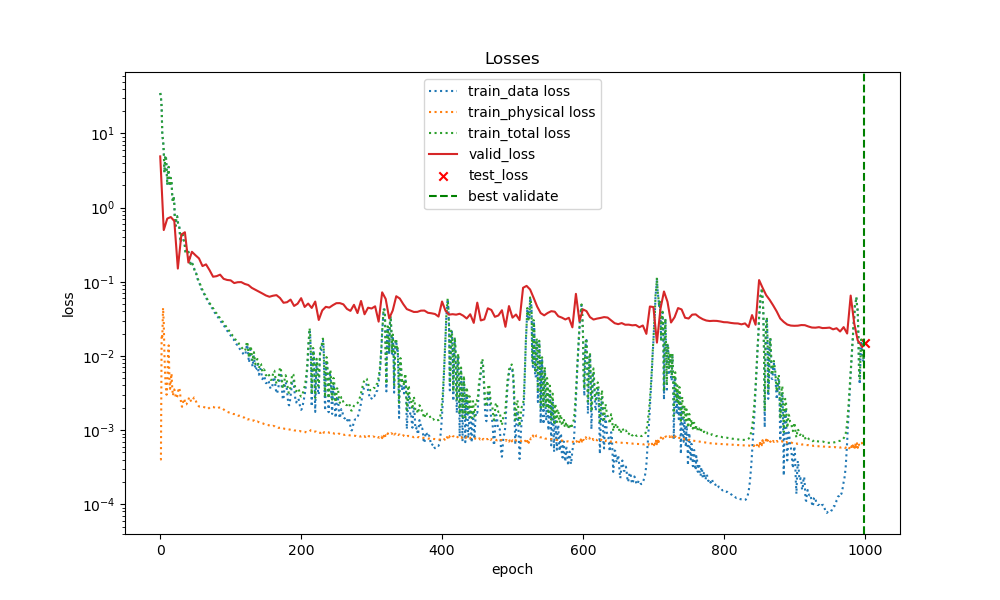 Losses
train_data loss
train_physical loss
train_total loss
valid_loss
test_loss
best validate
10^1
10^0
10^-1
10^-2
10^-3
10^-4
loss
0 200 400 600 800 1000
epoch